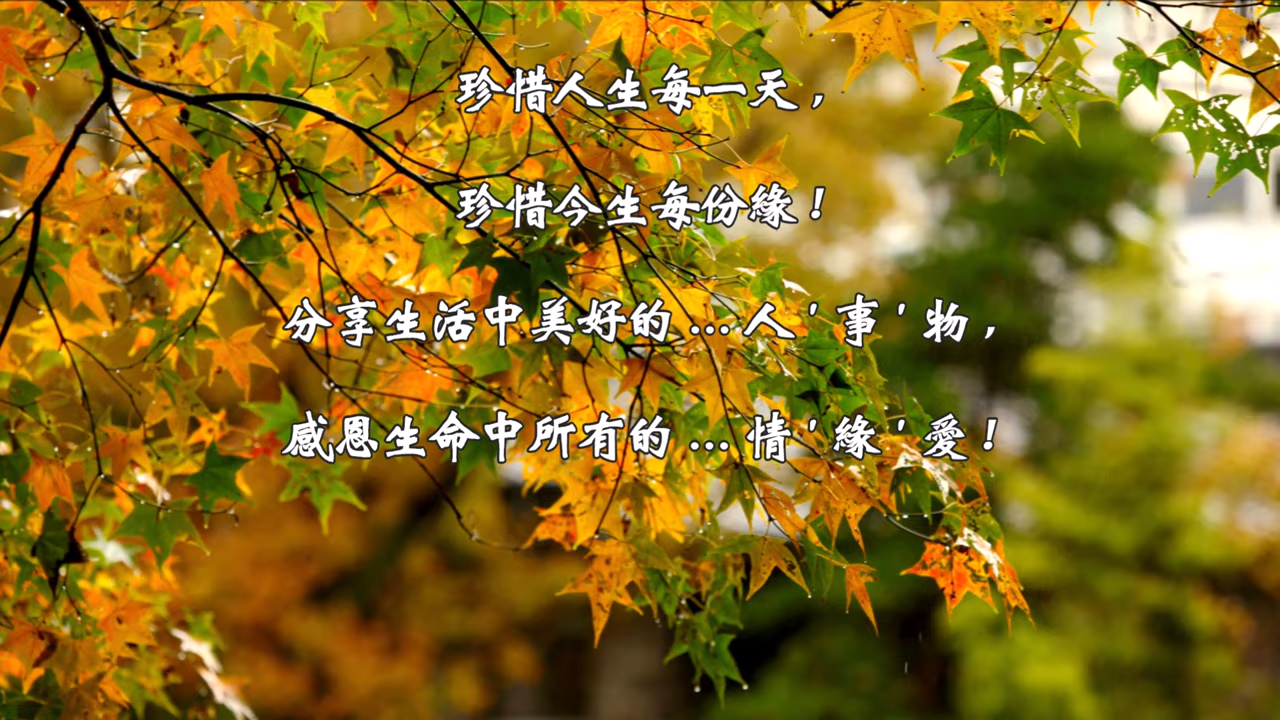 珍惜人生每一天，
珍惜今生每份緣！
分享生活中美好的...人'事'物，
感恩生命中所有的...情'緣'愛！